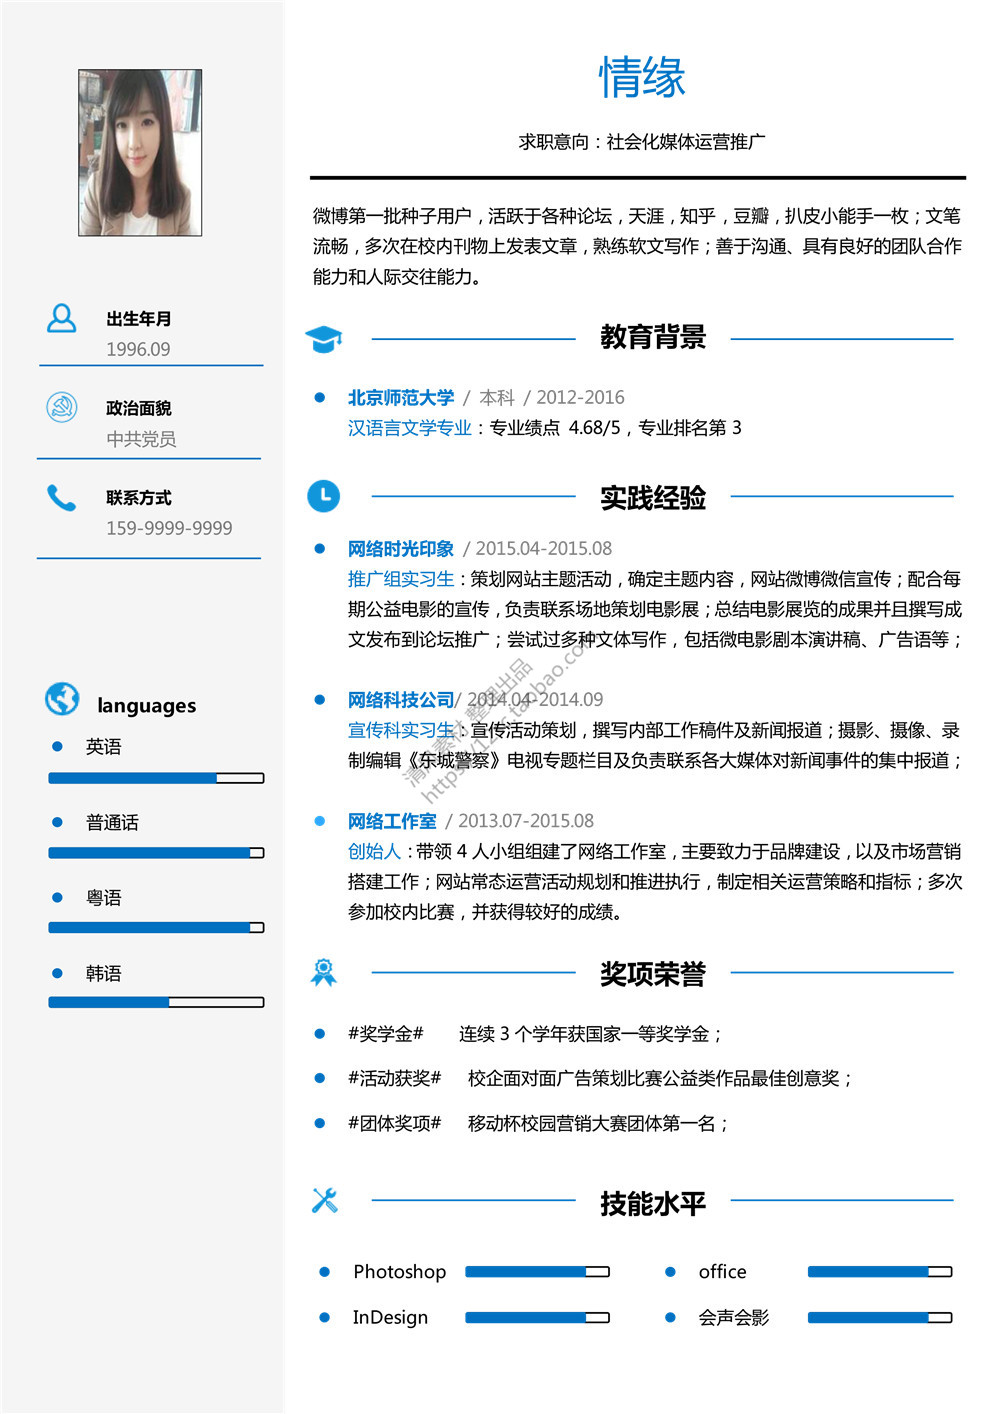 情缘
求职意向：社会化媒体运营推广
微博第一批种子用户，活跃于各种论坛，天涯，知乎，豆瓣，扒皮小能手一枚；文笔
流畅，多次在校内刊物上发表文章，熟练软文写作；善于沟通、具有良好的团队合作
能力和人际交往能力。
出生年月
1996.09
政治面貌
中共党员
联系方式
159-9999-9999
languages
英语
普通话
粤语
韩语
教育背景
北京师范大学 / 本科 / 2012-2016
汉语言文学专业：专业绩点 4.68/5，专业排名第 3
实践经验
网络时光印象 / 2015.04-2015.08
推广组实习生：策划网站主题活动，确定主题内容，网站微博微信宣传；配合每
期公益电影的宣传，负责联系场地策划电影展；总结电影展览的成果并且撰写成
文发布到论坛推广；尝试过多种文体写作，包括微电影剧本演讲稿、广告语等；
网络科技公司/ 2014.04-2014.09
宣传科实习生：宣传活动策划，撰写内部工作稿件及新闻报道；摄影、摄像、录
制编辑《东城警察》电视专题栏目及负责联系各大媒体对新闻事件的集中报道；
网络工作室 / 2013.07-2015.08
创始人：带领 4 人小组组建了网络工作室，主要致力于品牌建设，以及市场营销
搭建工作；网站常态运营活动规划和推进执行，制定相关运营策略和指标；多次
参加校内比赛，并获得较好的成绩。
奖项荣誉
#奖学金# 连续 3 个学年获国家一等奖学金；
#活动获奖# 校企面对面广告策划比赛公益类作品最佳创意奖；
#团体奖项# 移动杯校园营销大赛团体第一名；
技能水平
Photoshop
office
InDesign
会声会影